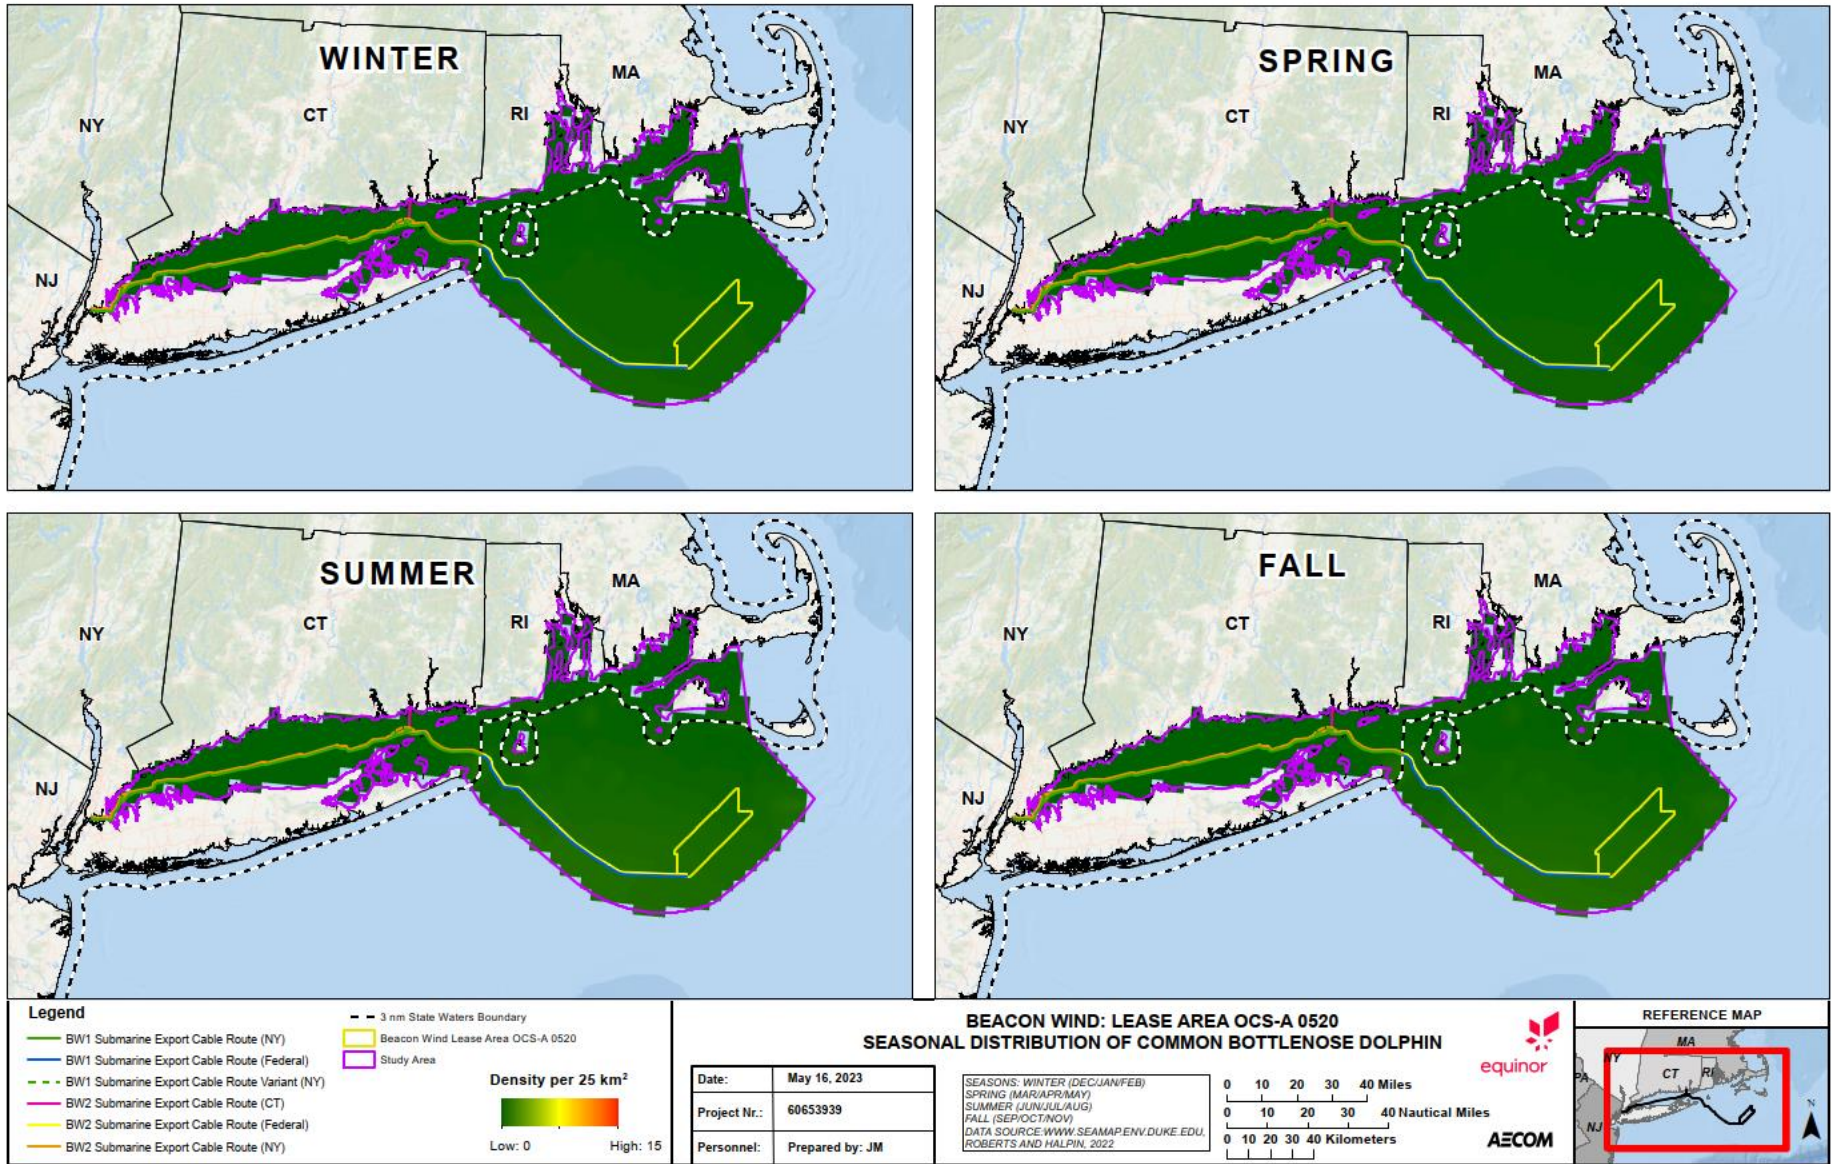 WINTER
MA
CT
RI
NY
NJ
SPRING
MA
CT
RI
NY
NJ
SUMMER
MA
CT
RI
NY
NJ
FALL
MA
CT
RI
NY
NJ
Legend
BW1 Submarine Export Cable Route (NY)
BW1 Submarine Export Cable Route (Federal)
BW1 Submarine Export Cable Route Variant (NY)
BW2 Submarine Export Cable Route (CT)
BW2 Submarine Export Cable Route (Federal)
BW2 Submarine Export Cable Route (NY)
3 nm State Waters Boundary
Beacon Wind Lease Area OCS-A 0520
Study Area
Density per 25 km²
Low: 0 High: 15
BEACON WIND: LEASE AREA OCS-A 0520
SEASONAL DISTRIBUTION OF COMMON BOTTLENOSE DOLPHIN
Date: May 16, 2023
Project Nr.: 60653939
Personnel: Prepared by: JM
SEASONS: WINTER (DEC/JAN/FEB)
SPRING (MAR/APR/MAY)
SUMMER (JUN/JUL/AUG)
FALL (SEP/OCT/NOV)
DATA SOURCE:WWW.SEAMAP.ENV.DUKE.EDU,
ROBERTS AND HALPIN, 2022
0 10 20 30 40 Miles
0 10 20 30 40 Nautical Miles
0 10 20 30 40 Kilometers
equinor
AECOM
REFERENCE MAP
MA
NY
CT
RI
PA
NJ
N